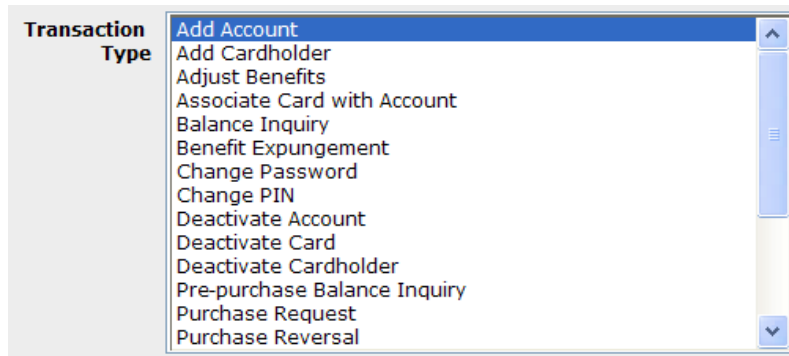 Transaction Type
Add Account
Add Cardholder
Adjust Benefits
Associate Card with Account
Balance Inquiry
Benefit Expungement
Change Password
Change PIN
Deactivate Account
Deactivate Card
Deactivate Cardholder
Pre-purchase Balance Inquiry
Purchase Request
Purchase Reversal